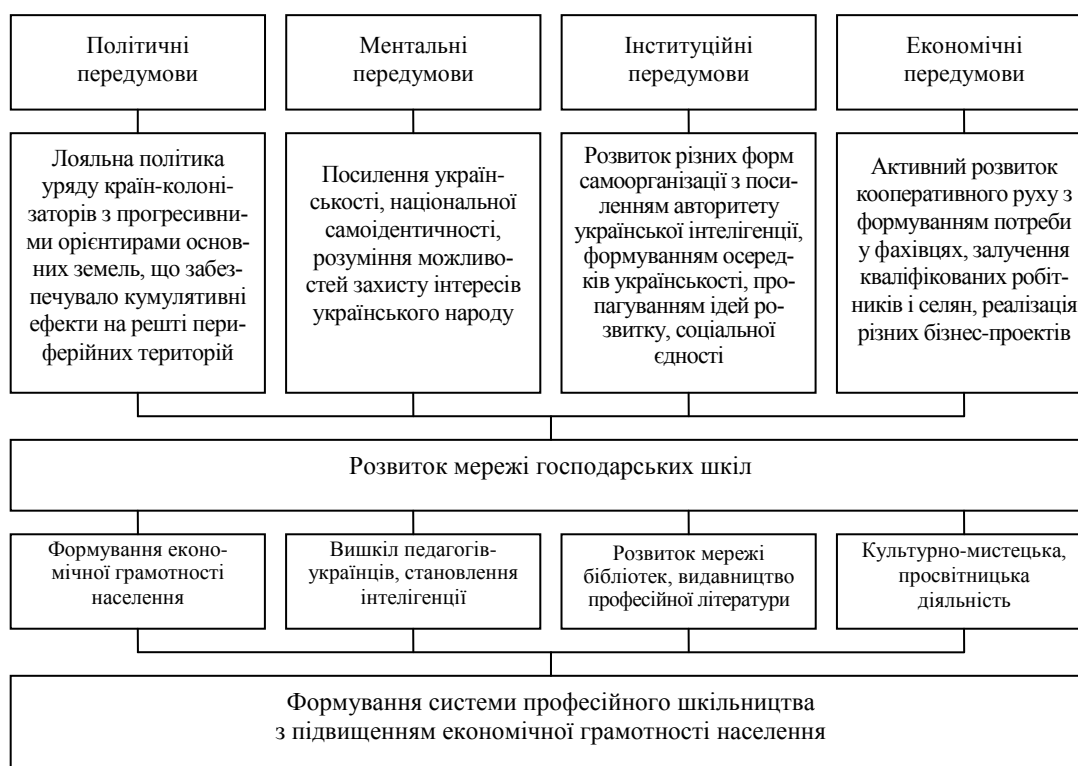 Політичні
передумови
Ментальні
передумови
Інституційні
передумови
Економічні
передумови
Лояльна політика
уряду країн-колоні-
заторів з прогресивни-
ми орієнтирами основ-
них земель, що забез-
печувало кумулятивні
ефекти на решті пери-
ферійних територій
Посилення україн-
ськості, національної
самоідентичності,
розуміння можливо-
стей захисту інтересів
українського народу
Розвиток різних форм
самоорганізації з поси-
ленням авторитету
української інтелігенції,
формуванням осеред-
ків українськості, про-
пагуванням ідей роз-
витку, соціальної
єдності
Активний розвиток
кооперативного руху з
формуванням потреби
у фахівцях, залучення
кваліфікованих робіт-
ників і селян, реалізація
різних бізнес-проектів
Розвиток мережі господарських шкіл
Формування еконо-
мічної грамотності
населення
Вишкіл педагогів-
українців, становлення
інтелігенції
Розвиток мережі
бібліотек, видавництво
професійної літератури
Культурно-мистецька,
просвітницька
діяльність
Формування системи професійного шкільництва
з підвищенням економічної грамотності населення